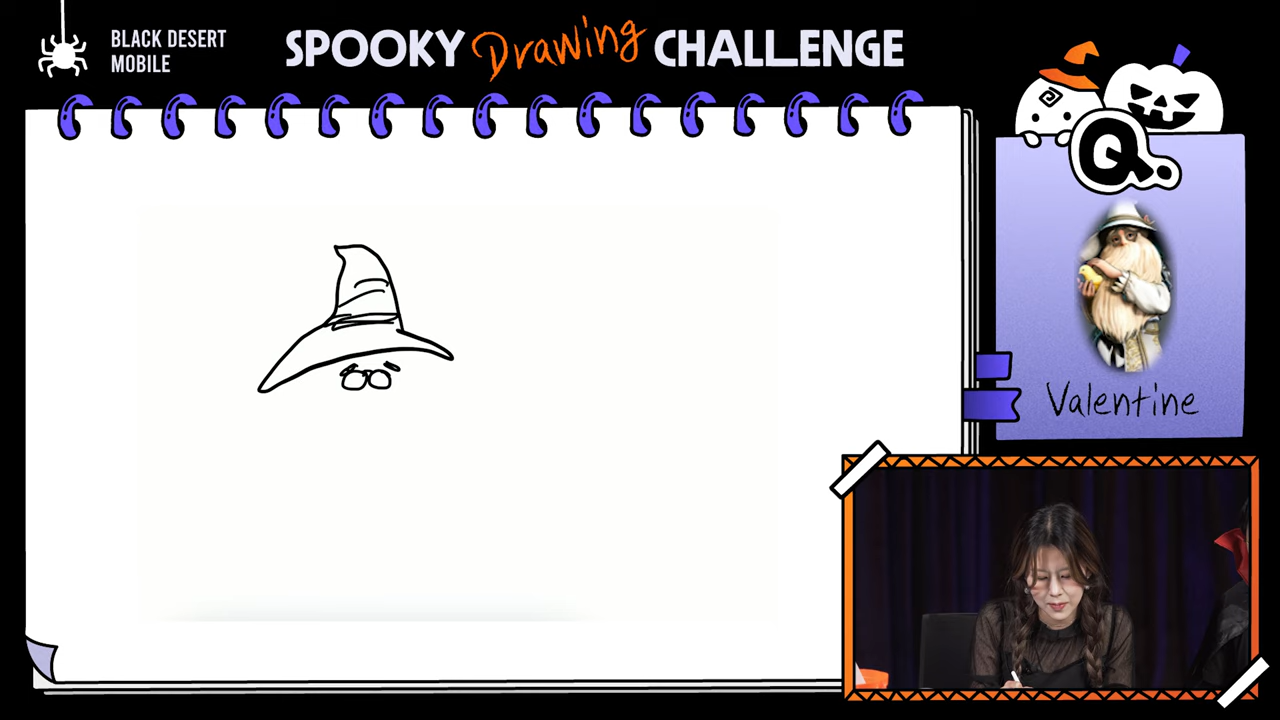 BLACK DESERT
MOBILE
SPOOKY Drawing CHALLENGE
Q.
Valentine